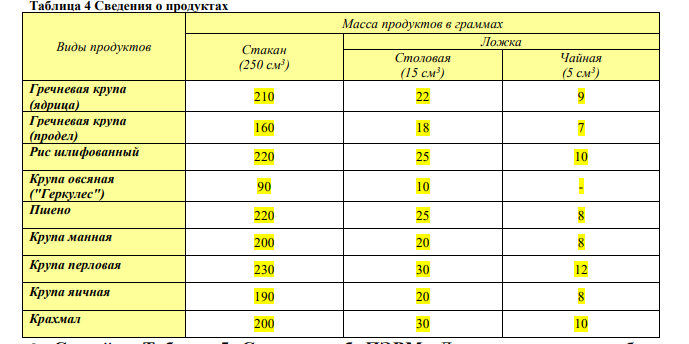 Таблица 4 Сведения о продуктах
Виды продуктов
Масса продуктов в граммах
Стакан
(250 см³)
Ложка
Столовая
(15 см³)
Чайная
(5 см³)
Гречневая крупа
(ядрица)
210 22 9
Гречневая крупа
(продел)
160 18 7
Рис шлифованный 220 25 10
Крупа овсяная
("Геркулес")
90 10 -
Пшено 220 25 8
Крупа манная 200 20 8
Крупа перловая 230 30 12
Крупа яичная 190 20 8
Крахмал 200 30 10